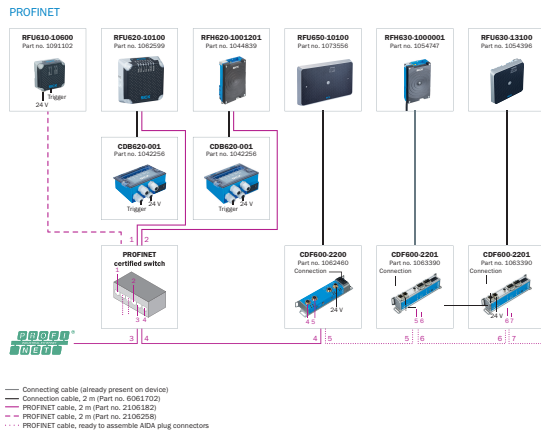 PROFINET
RFU610-10600
Part no. 1091102
Trigger
24 V
RFU620-10100
Part no. 1062599
RFH620-1001201
Part no. 1044839
RFU650-10100
Part no. 1073556
RFH630-1000001
Part no. 1054747
RFU630-13100
Part no. 1054396
CDB620-001
Part no. 1042256
24 V
Trigger
CDB620-001
Part no. 1042256
24 V
Trigger
1 2
PROFINET
certified switch
1
2
3 4
CDF600-2200
Part no. 1062460
Connection
24 V
4 5
CDF600-2201
Part no. 1063390
Connection
24 V
5 6
CDF600-2201
Part no. 1063390
Connection
24 V
6 7
PROFI
NET
®
3 4
4 5
5 6
6 7
Connecting cable (already present on device)
Connection cable, 2 m (Part no. 6061702)
PROFINET cable, 2 m (Part no. 2106182)
PROFINET cable, 2 m (Part no. 2106258)
PROFINET cable, ready to assemble AIDA plug connectors